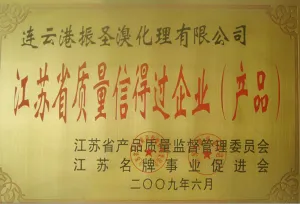 连云港振圣溴化理有限公司
江苏省质量信得过企业（产品）
江苏省产品质量监督管理委员会
江苏名牌事业促进会
二〇〇九年六月